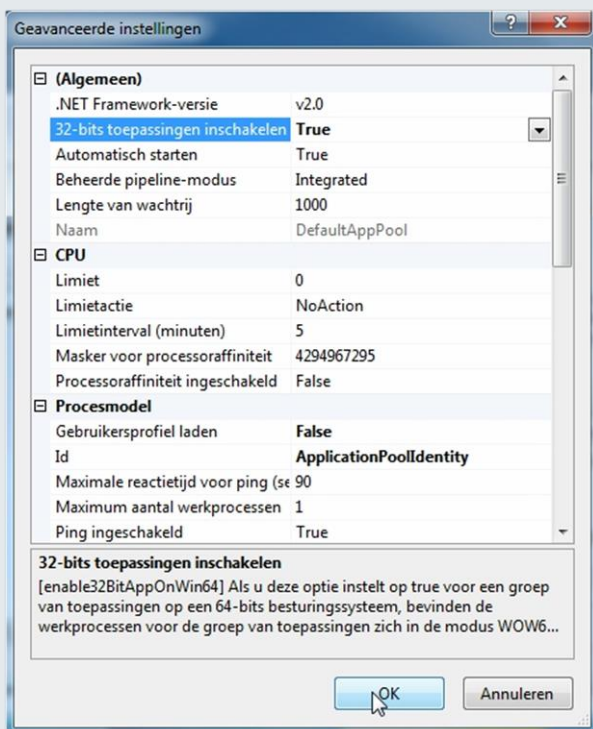 Geavanceerde instellingen
(Algemeen)
.NET Framework-versie v2.0
32-bits toepassingen inschakelen True
Automatisch starten True
Beheerde pipeline-modus Integrated
Lengte van wachtrij 1000
Naam DefaultAppPool
CPU
Limiet 0
Limietactie NoAction
Limietinterval (minuten) 5
Masker voor processoraffiniteit 4294967295
Processoraffiniteit ingeschakeld False
Procesmodel
Gebruikersprofiel laden False
Id ApplicationPoolIdentity
Maximale reactietijd voor ping (se 90
Maximum aantal werkprocessen 1
Ping ingeschakeld True
32-bits toepassingen inschakelen
[enable32BitAppOnWin64] Als u deze optie instelt op true voor een groep
van toepassingen op een 64-bits besturingssysteem, bevinden de
werkprocessen voor de groep van toepassingen zich in de modus WOW6...
OK Annuleren